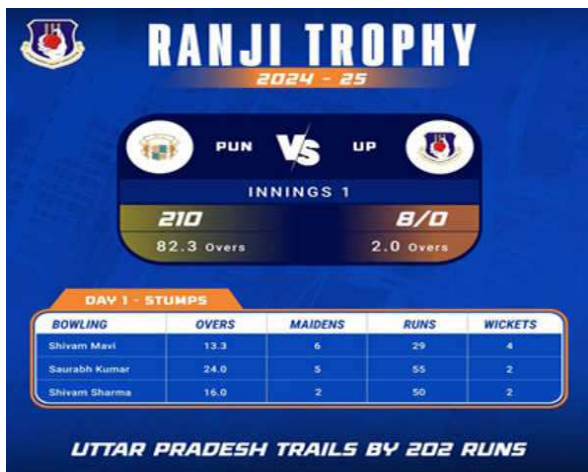 RANJI TROPHY
2024 - 25
PUN VS UP
INNINGS 1
210 8/0
82.3 Overs 2.0 Overs
DAY 1 - STUMPS
BOWLING OVERS MAIDENS RUNS WICKETS
Shivam Mavi 13.3 6 29 4
Saurabh Kumar 24.0 5 55 2
Shivam Sharma 16.0 2 50 2
UTTAR PRADESH TRAILS BY 202 RUNS